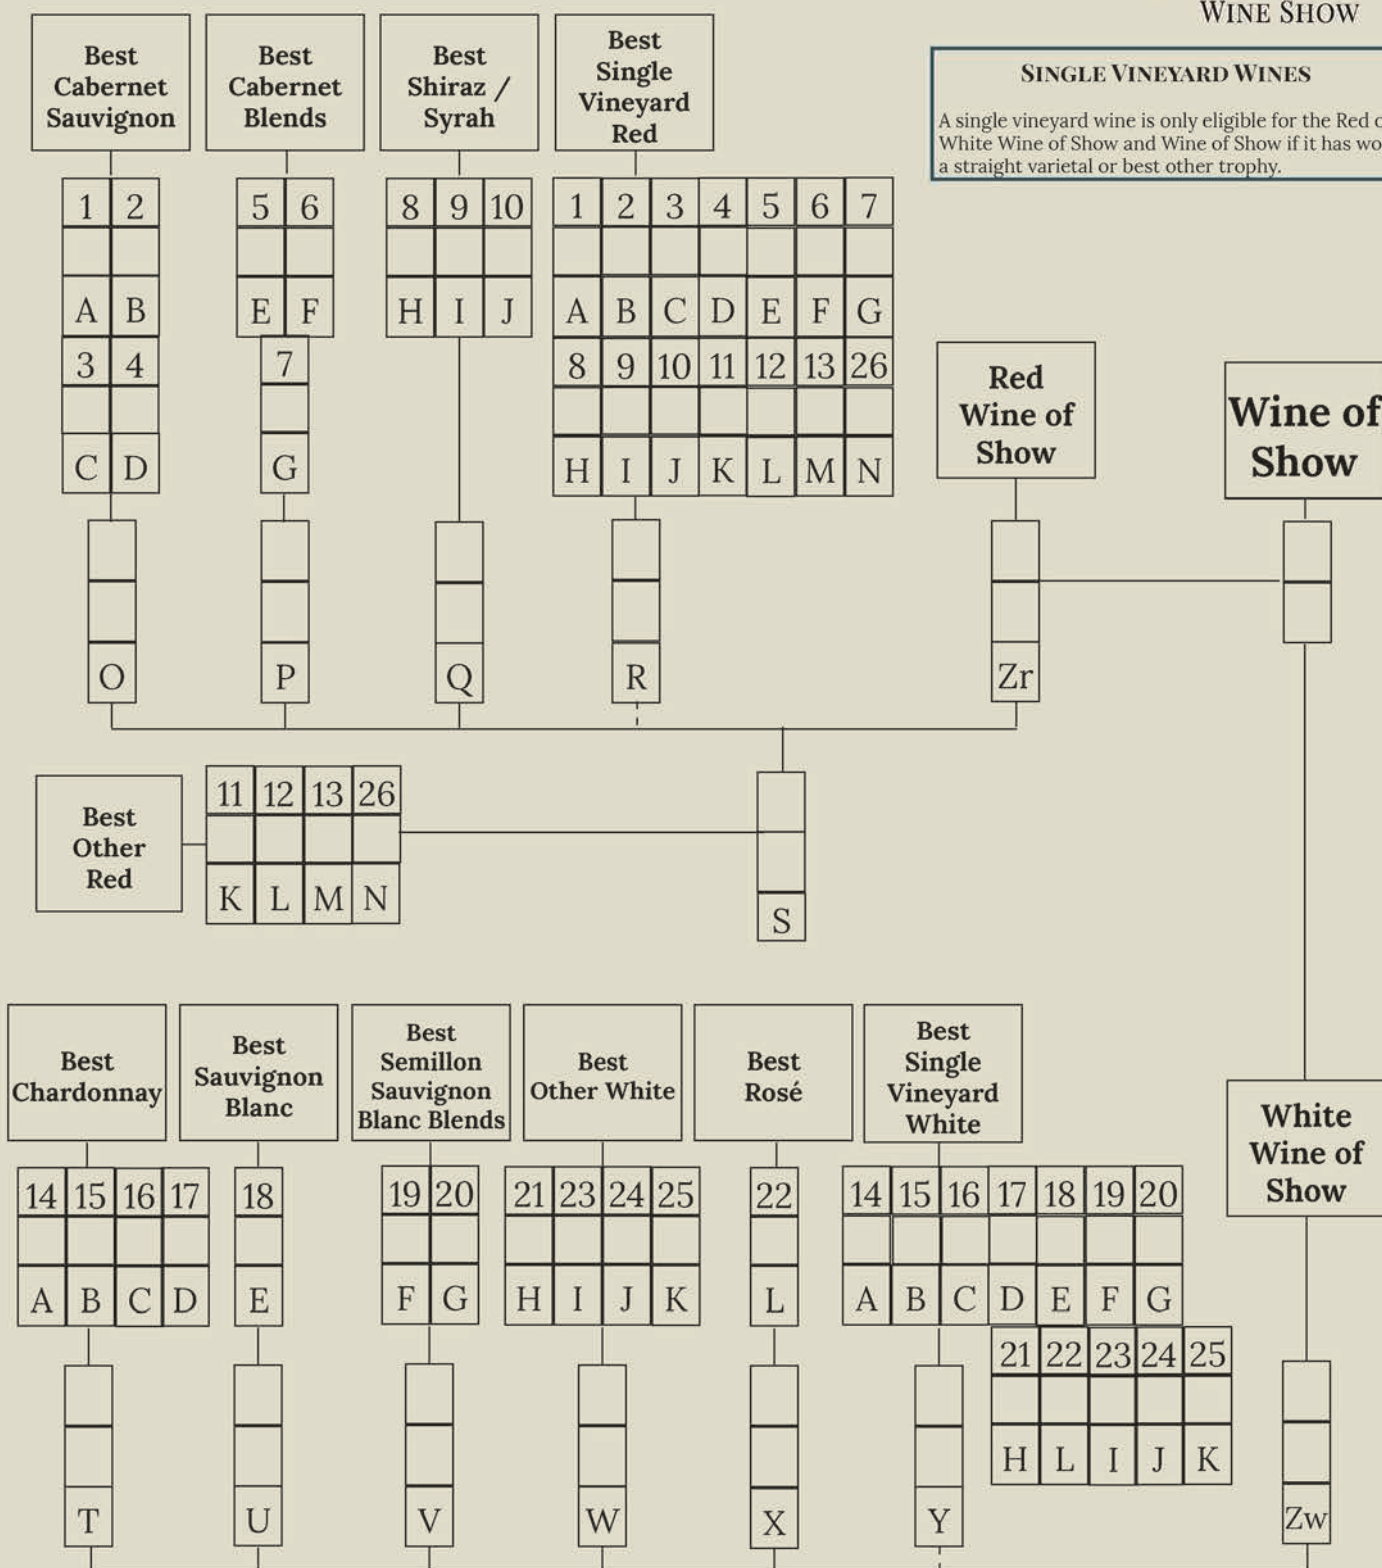 WINE SHOW
SINGLE VINEYARD WINES
A single vineyard wine is only eligible for the Red
White Wine of Show and Wine of Show if it has
a straight varietal or best other trophy.
Best
Cabernet
Sauvignon
Best
Cabernet
Blends
Best
Shiraz /
Syrah
Best
Single
Vineyard
Red
1 2
A B
3 4
C D
O
5 6
E F
7
G
P
8 9 10
H I J
Q
1 2 3 4 5 6 7
A B C D E F G
8 9 10 11 12 13 26
H I J K L M N
R
Red
Wine of
Show
Zr
Wine of
Show
Best
Other
Red
11 12 13 26
K L M N
S
Best
Chardonnay
Best
Sauvignon
Blanc
Best
Semillon
Sauvignon
Blanc Blends
Best
Other White
Best
Rosé
Best
Single
Vineyard
White
White
Wine of
Show
14 15 16 17
A B C D
T
18
E
U
19 20
F G
V
21 23 24 25
H I J K
W
22
L
X
14 15 16 17 18 19 20
A B C D E F G
21 22 23 24 25
H L I J K
Y
Zw